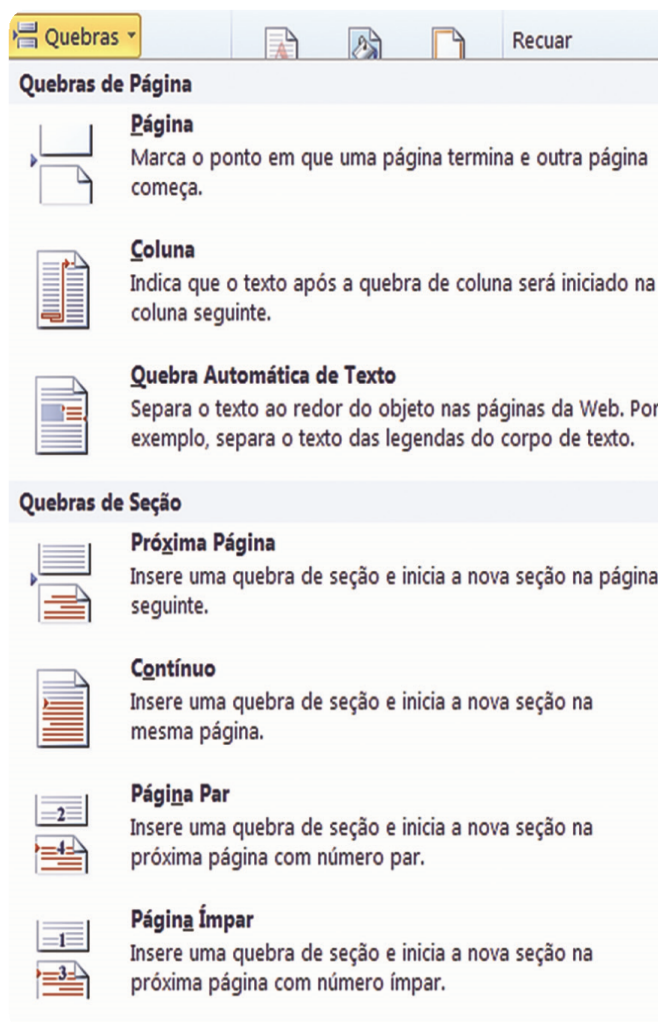 Quebras
Recuar
Quebras de Página
Página
Marca o ponto em que uma página termina e outra página
começa.
Coluna
Indica que o texto após a quebra de coluna será iniciado na
coluna seguinte.
Quebra Automática de Texto
Separa o texto ao redor do objeto nas páginas da Web. Por
exemplo, separa o texto das legendas do corpo de texto.
Quebras de Seção
Próxima Página
Insere uma quebra de seção e inicia a nova seção na página
seguinte.
Contínuo
Insere uma quebra de seção e inicia a nova seção na
mesma página.
2
4
Página Par
Insere uma quebra de seção e inicia a nova seção na
próxima página com número par.
1
3
Página Ímpar
Insere uma quebra de seção e inicia a nova seção na
próxima página com número ímpar.